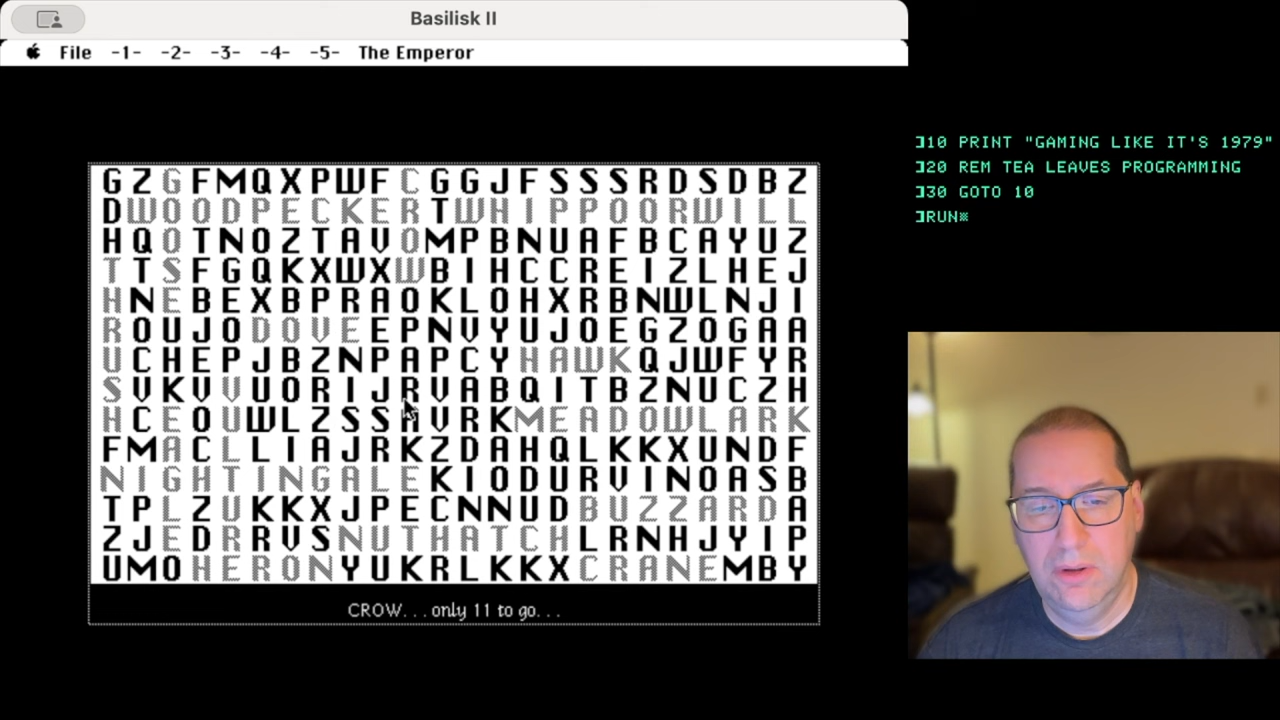 Basilisk II
File -1- -2- -3- -4- -5- The Emperor
]10 PRINT "GAMING LIKE IT'S 1979"
]20 REM TEA LEAVES PROGRAMMING
]30 GOTO 10
]RUN
GZGFMQXPWFCGGJFSSSRDSDBZ
DWOODPECKERTWHIPPOORWILL
HQOTNOZTAVOMPBNUAFBCAYUZ
TTSFGQKXWXWBIHCCREIZLHEJ
HNEBEXBPRAOKLOHXRBNWLNJI
ROUJODOVEEPNVYUJOEGZOGAA
UCHEPJBZNPAPCYHAWKQJWFYR
SVKVVUORIJRVABQITBZNUCZH
HCEOUWLZSSAVRKMEADOWLARK
FMACLLIAJRKZDAHQLKKXUNDF
NIGHTINGALEKIODURVINOASB
TPLZUKKXJPECNNUDBUZZARDA
ZJEDRRVSNUTHATCHLRNHJYIP
UMOHERONYUKRLKKXCRANEMBY
CROW...only 11 to go...